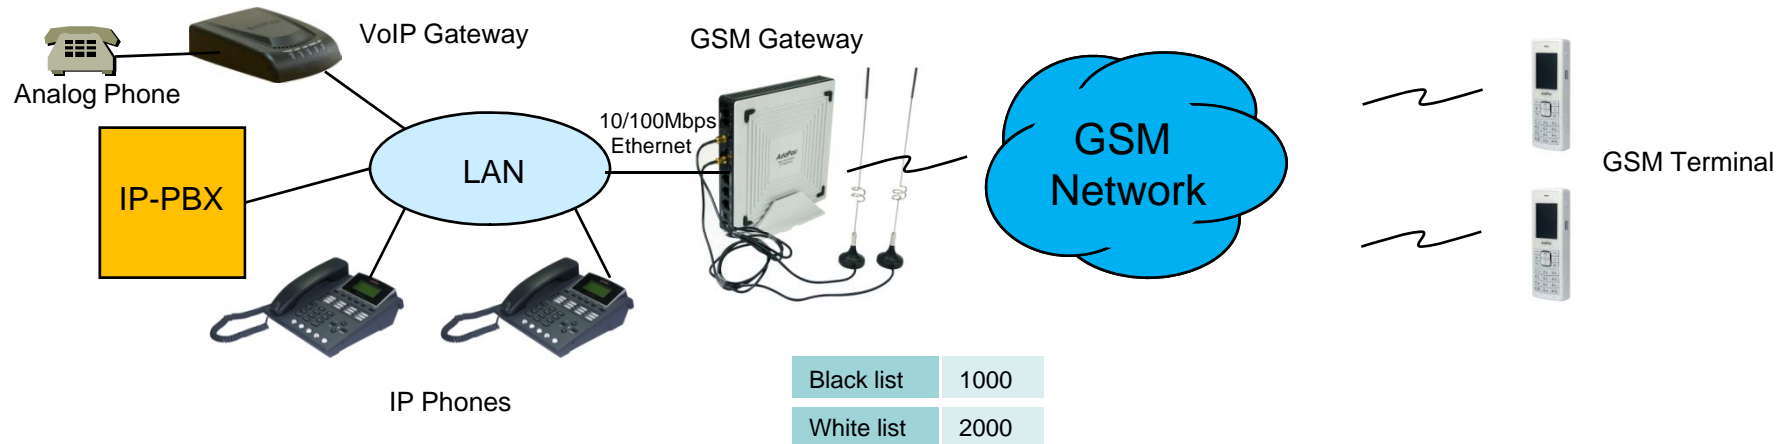 VoIP Gateway
GSM Gateway
Analog Phone
10/100Mbps
Ethernet
AddPac
GSM
Network
LAN
IP-PBX
GSM Terminal
IP Phones
Black list 1000
White list 2000